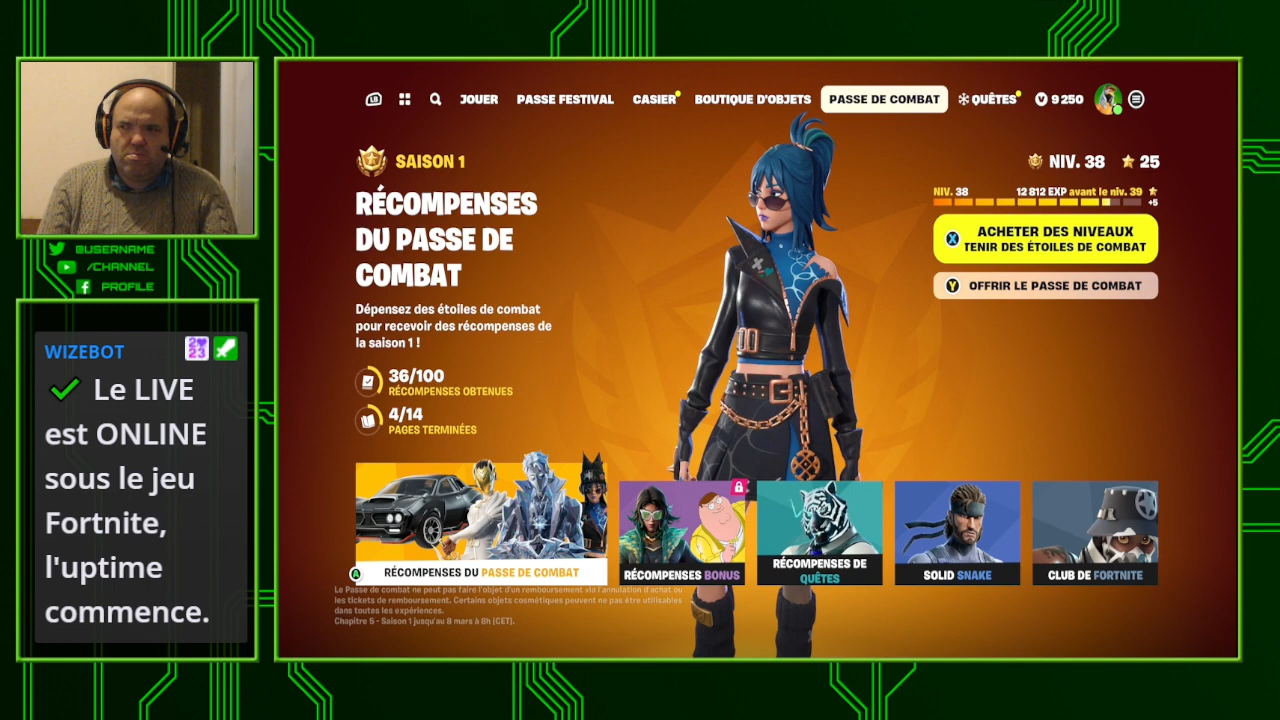 LB
JOUER
PASSE FESTIVAL
CASIER
BOUTIQUE D'OBJETS
PASSE DE COMBAT
QUÊTES
9 250
SAISON 1
NIV. 38
25
RÉCOMPENSES
DU PASSE DE
COMBAT
Dépensez des étoiles de combat
pour recevoir des récompenses de
la saison 1 !
36/100
RÉCOMPENSES OBTENUES
4/14
PAGES TERMINÉES
NIV. 38
12 812 EXP avant le niv. 39
+5
X
ACHETER DES NIVEAUX
TENIR DES ÉTOILES DE COMBAT
Y
OFFRIR LE PASSE DE COMBAT
@USERNAME
/CHANNEL
PROFILE
WIZEBOT
2 23
Le LIVE
est ONLINE
sous le jeu
Fortnite,
l'uptime
commence.
A
RÉCOMPENSES DU PASSE DE COMBAT
RÉCOMPENSES BONUS
RÉCOMPENSES DE
QUÊTES
SOLID SNAKE
CLUB DE FORTNITE
Le Passe de combat ne peut pas faire l'objet d'un remboursement via l'annulation d'achat ou
les tickets de remboursement. Certains objets cosmétiques peuvent ne pas être utilisables
dans toutes les expériences.
Chapitre 5 - Saison 1 jusqu'au 8 mars à 8h (CET).